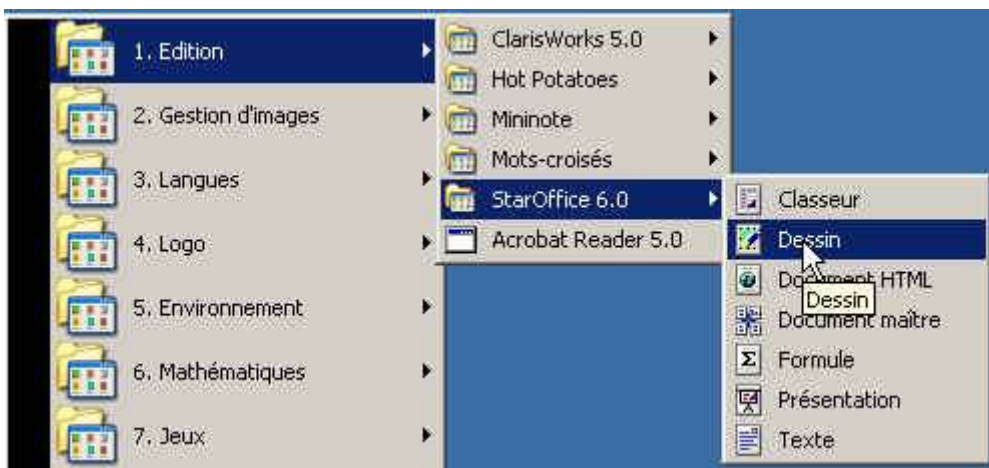 1. Edition
2. Gestion d'images
3. Langues
4. Logo
5. Environnement
6. Mathématiques
7. Jeux
ClarisWorks 5.0
Hot Potatoes
Mininote
Mots-croisés
StarOffice 6.0
Acrobat Reader 5.0
Classeur
Dessin
Document HTML
Dessin
Document maître
Formule
Présentation
Texte